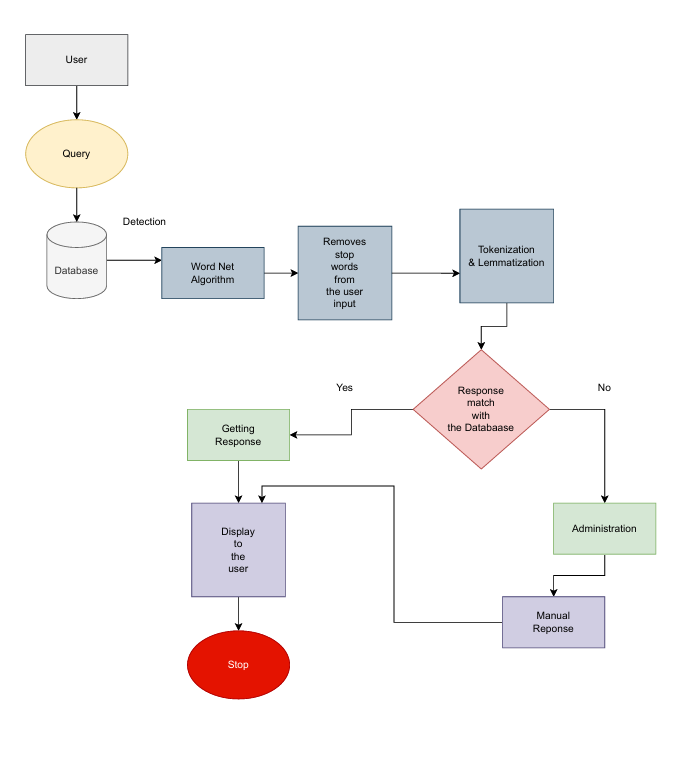 User
Query
Detection
Database
Word Net
Algorithm
Removes
stop
words
from
the user
input
Tokenization
& Lemmatization
Response
match
with
the Databaase
Yes
No
Getting
Response
Display
to
the
user
Administration
Manual
Reponse
Stop